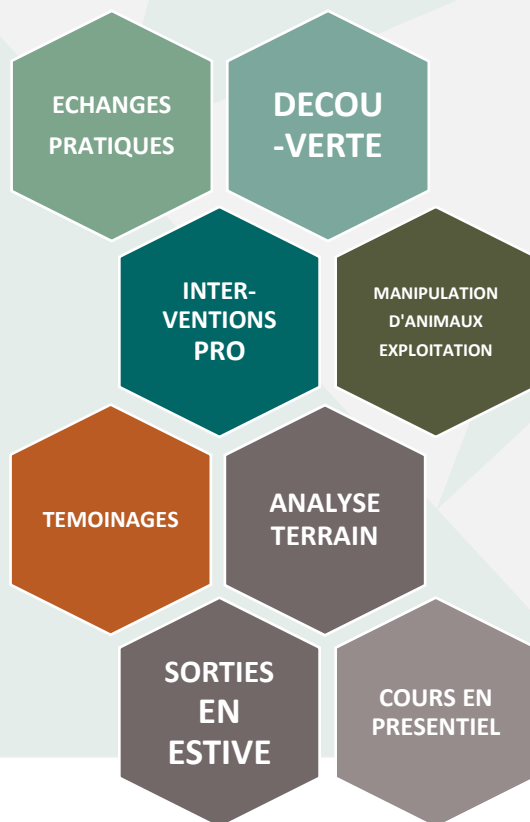 ECHANGES
PRATIQUES
DECOU
-VERTE
INTER-
VENTIONS
PRO
MANIPULATION
D'ANIMAUX
EXPLOITATION
TEMOINAGES
ANALYSE
TERRAIN
SORTIES
EN
ESTIVE
COURS EN
PRESENTIEL